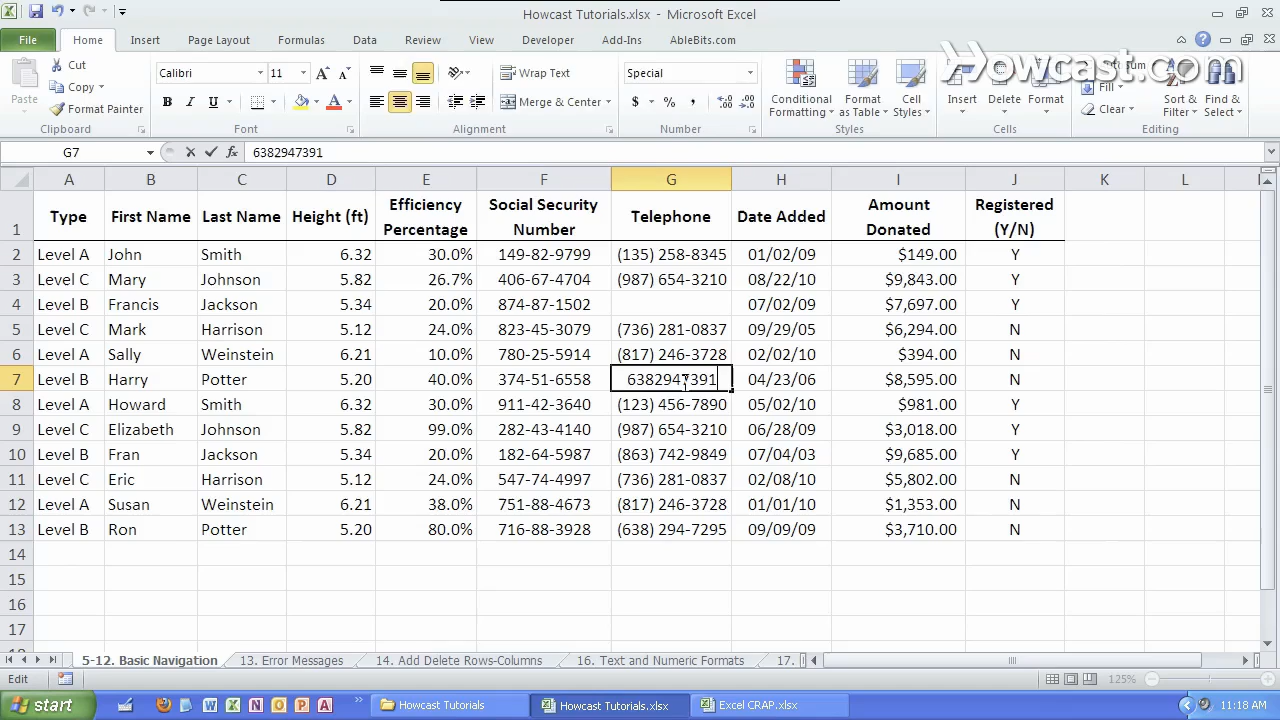 Howcast Tutorials.xlsx - Microsoft Excel
File Home Insert Page Layout Formulas Data Review View Developer Add-Ins AbleBits.com
Howcast.com
Paste Cut Copy Format Painter
Calibri 11 Wrap Text Merge & Center Special
B I U $ % ,
Conditional Formatting Format as Table Cell Styles Insert Delete Format Fill Clear Sort & Filter Find & Select
Clipboard Font Alignment Number Styles Cells Editing
G7 fx 6382947391
A B C D E F G H I J K L
1 Type First Name Last Name Height (ft) Efficiency Percentage Social Security Number Telephone Date Added Amount Donated Registered (Y/N)
2 Level A John Smith 6.32 30.0% 149-82-9799 (135) 258-8345 01/02/09 $149.00 Y
3 Level C Mary Johnson 5.82 26.7% 406-67-4704 (987) 654-3210 08/22/10 $9,843.00 Y
4 Level B Francis Jackson 5.34 20.0% 874-87-1502 07/02/09 $7,697.00 Y
5 Level C Mark Harrison 5.12 24.0% 823-45-3079 (736) 281-0837 09/29/05 $6,294.00 N
6 Level A Sally Weinstein 6.21 10.0% 780-25-5914 (817) 246-3728 02/02/10 $394.00 N
7 Level B Harry Potter 5.20 40.0% 374-51-6558 6382947391 04/23/06 $8,595.00 N
8 Level A Howard Smith 6.32 30.0% 911-42-3640 (123) 456-7890 05/02/10 $981.00 Y
9 Level C Elizabeth Johnson 5.82 99.0% 282-43-4140 (987) 654-3210 06/28/09 $3,018.00 Y
10 Level B Fran Jackson 5.34 20.0% 182-64-5987 (863) 742-9849 07/04/03 $9,685.00 Y
11 Level C Eric Harrison 5.12 24.0% 547-74-4997 (736) 281-0837 02/08/10 $5,802.00 N
12 Level A Susan Weinstein 6.21 38.0% 751-88-4673 (817) 246-3728 01/01/10 $1,353.00 N
13 Level B Ron Potter 5.20 80.0% 716-88-3928 (638) 294-7295 09/09/09 $3,710.00 N
14
15
16
17
5-12. Basic Navigation 13. Error Messages 14. Add Delete Rows-Columns 16. Text and Numeric Formats 17.
Edit 125%
start Howcast Tutorials Howcast Tutorials.xlsx Excel CRAP.xlsx 11:18 AM